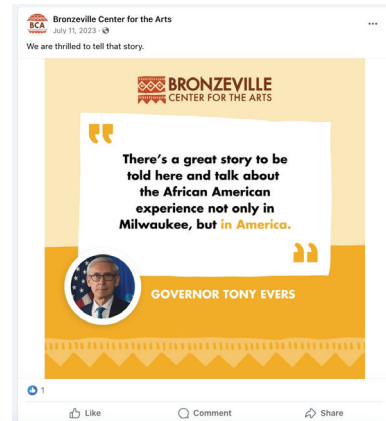 BCA
Bronzeville Center for the Arts
July 11, 2023 ·
We are thrilled to tell that story.
BRONZEVILLE
CENTER FOR THE ARTS
"
There's a great story to be
told here and talk about
the African American
experience not only in
Milwaukee, but in America.
"
GOVERNOR TONY EVERS
1
Like
Comment
Share